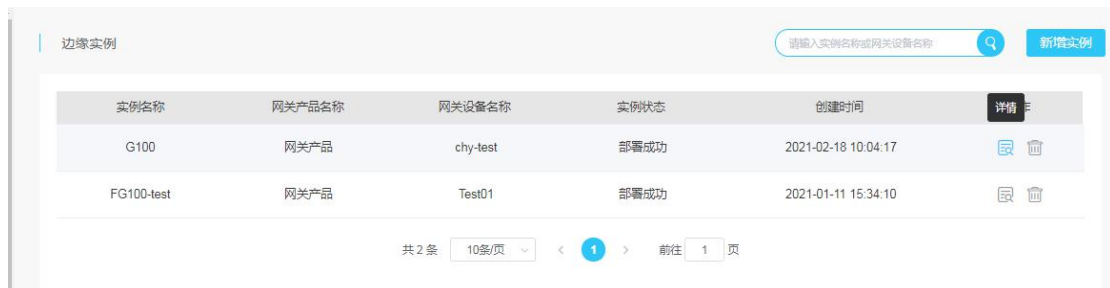 边缘实例
请输入实例名称或网关设备名称
新增实例
实例名称 网关产品名称 网关设备名称 实例状态 创建时间 详情
G100 网关产品 chy-test 部署成功 2021-02-18 10:04:17
FG100-test 网关产品 Test01 部署成功 2021-01-11 15:34:10
共 2 条 10条/页 < 1 > 前往 1 页